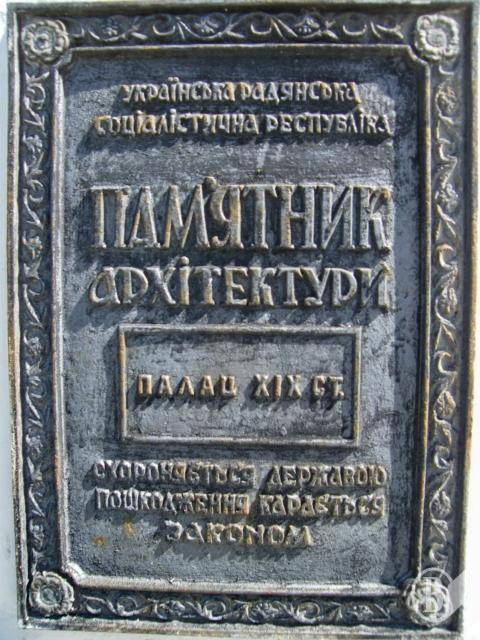 УКРАЇНСЬКА РАДЯНСЬКА
СОЦІАЛІСТИЧНА РЕСПУБЛІКА
ПАМ'ЯТНИК
АРХІТЕКТУРИ
ПАЛАЦ XIX СТ.
ОХОРОНЯЄТЬСЯ ДЕРЖАВОЮ
ПОШКОДЖЕННЯ КАРАЄТЬСЯ
ЗАКОНОМ